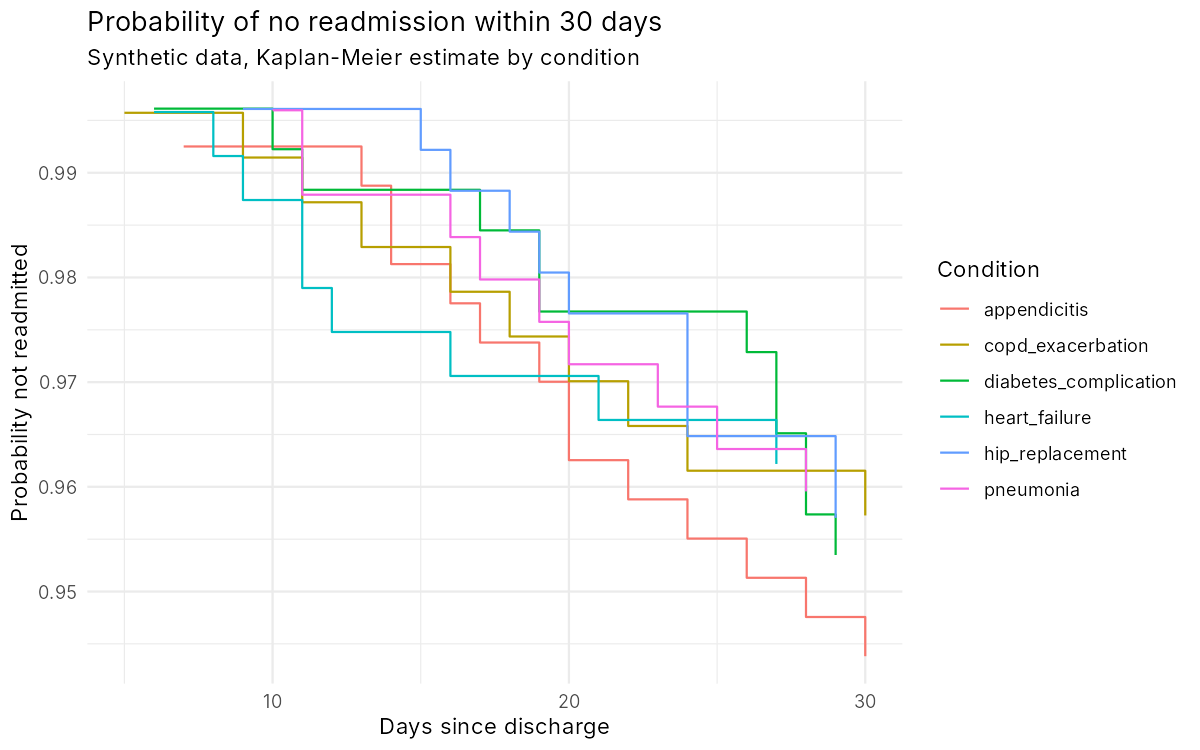 Probability of no readmission within 30 days
Synthetic data, Kaplan-Meier estimate by condition
Probability not readmitted
0.99
0.98
0.97
0.96
0.95
10
20
30
Days since discharge
Condition
appendicitis
copd_exacerbation
diabetes_complication
heart_failure
hip_replacement
pneumonia